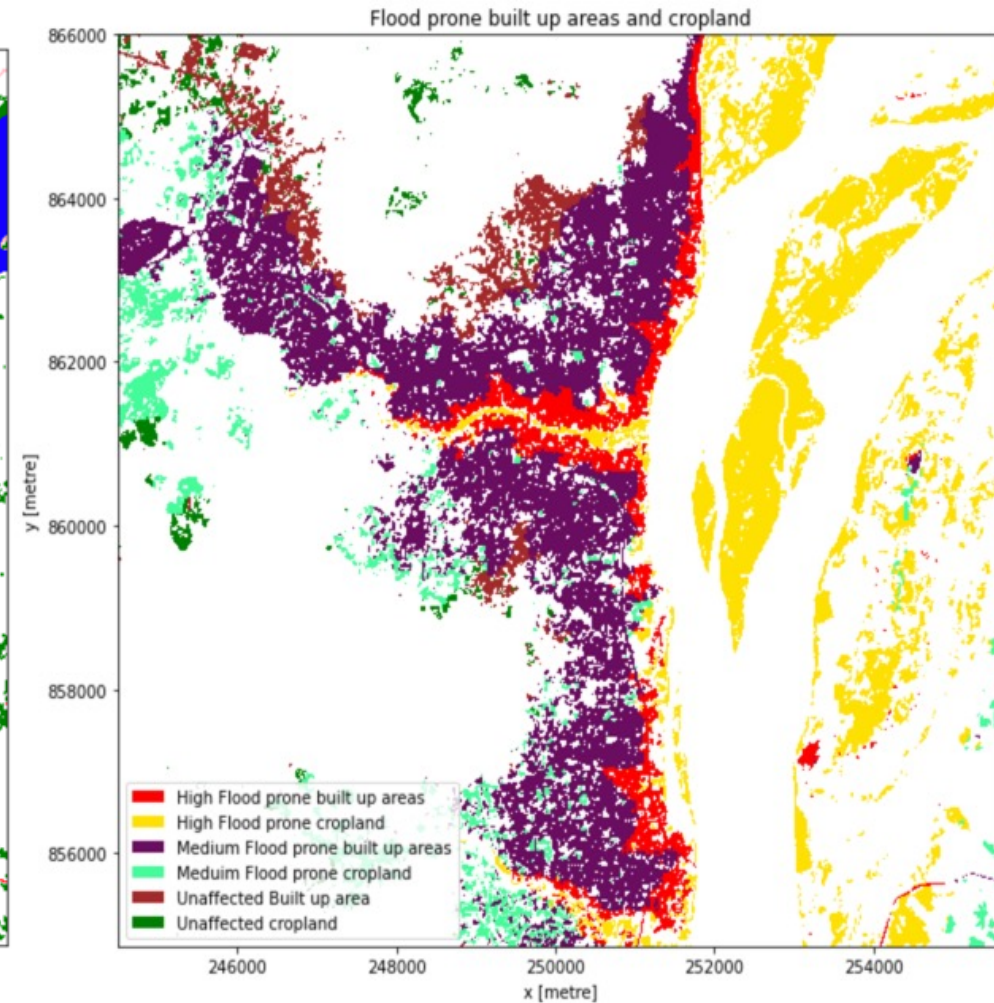 Flood prone built up areas and cropland
866000
864000
862000
860000
858000
856000
y [metre]
High Flood prone built up areas
High Flood prone cropland
Medium Flood prone built up areas
Meduim Flood prone cropland
Unaffected Built up area
Unaffected cropland
246000 248000 250000 252000 254000
x [metre]